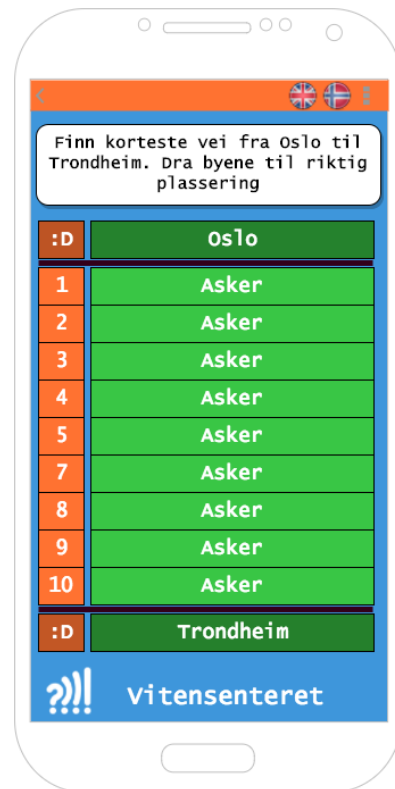 Finn korteste vei fra Oslo til
Trondheim. Dra byene til riktig
plassering
:D Oslo
1 Asker
2 Asker
3 Asker
4 Asker
5 Asker
7 Asker
8 Asker
9 Asker
10 Asker
:D Trondheim
?))! Vitensenteret